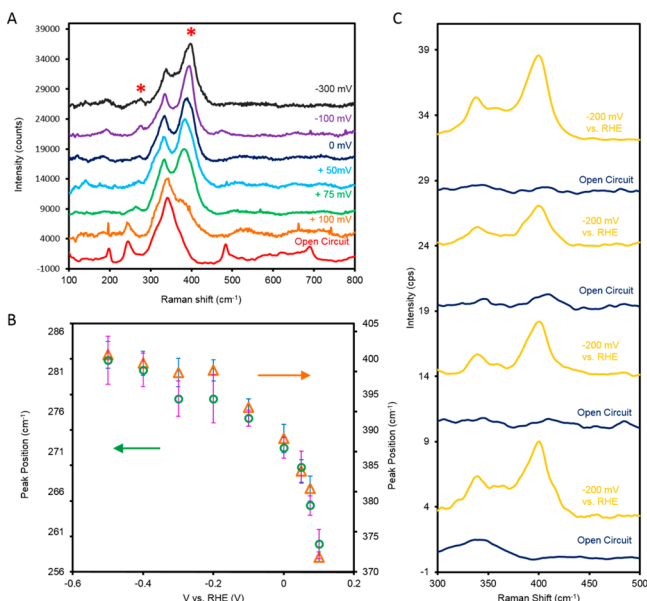 A
39000
34000
29000
24000
19000
14000
9000
4000
-1000
Intensity (counts)
*
*
-300 mV
-100 mV
0 mV
+ 50mV
+ 75 mV
+ 100 mV
Open Circuit
100 200 300 400 500 600 700 800
Raman shift (cm-1)
B
286
281
276
271
266
261
256
Peak Position (cm-1)
405
400
395
390
385
380
375
370
Peak Position (cm-1)
-0.6 -0.4 -0.2 0 0.2
V vs. RHE (V)
C
39
34
29
24
19
14
9
4
-1
Intensity (cps)
-200 mV
vs. RHE
Open Circuit
-200 mV
vs. RHE
Open Circuit
-200 mV
vs. RHE
Open Circuit
-200 mV
vs. RHE
Open Circuit
300 350 400 450 500
Raman Shift (cm-1)